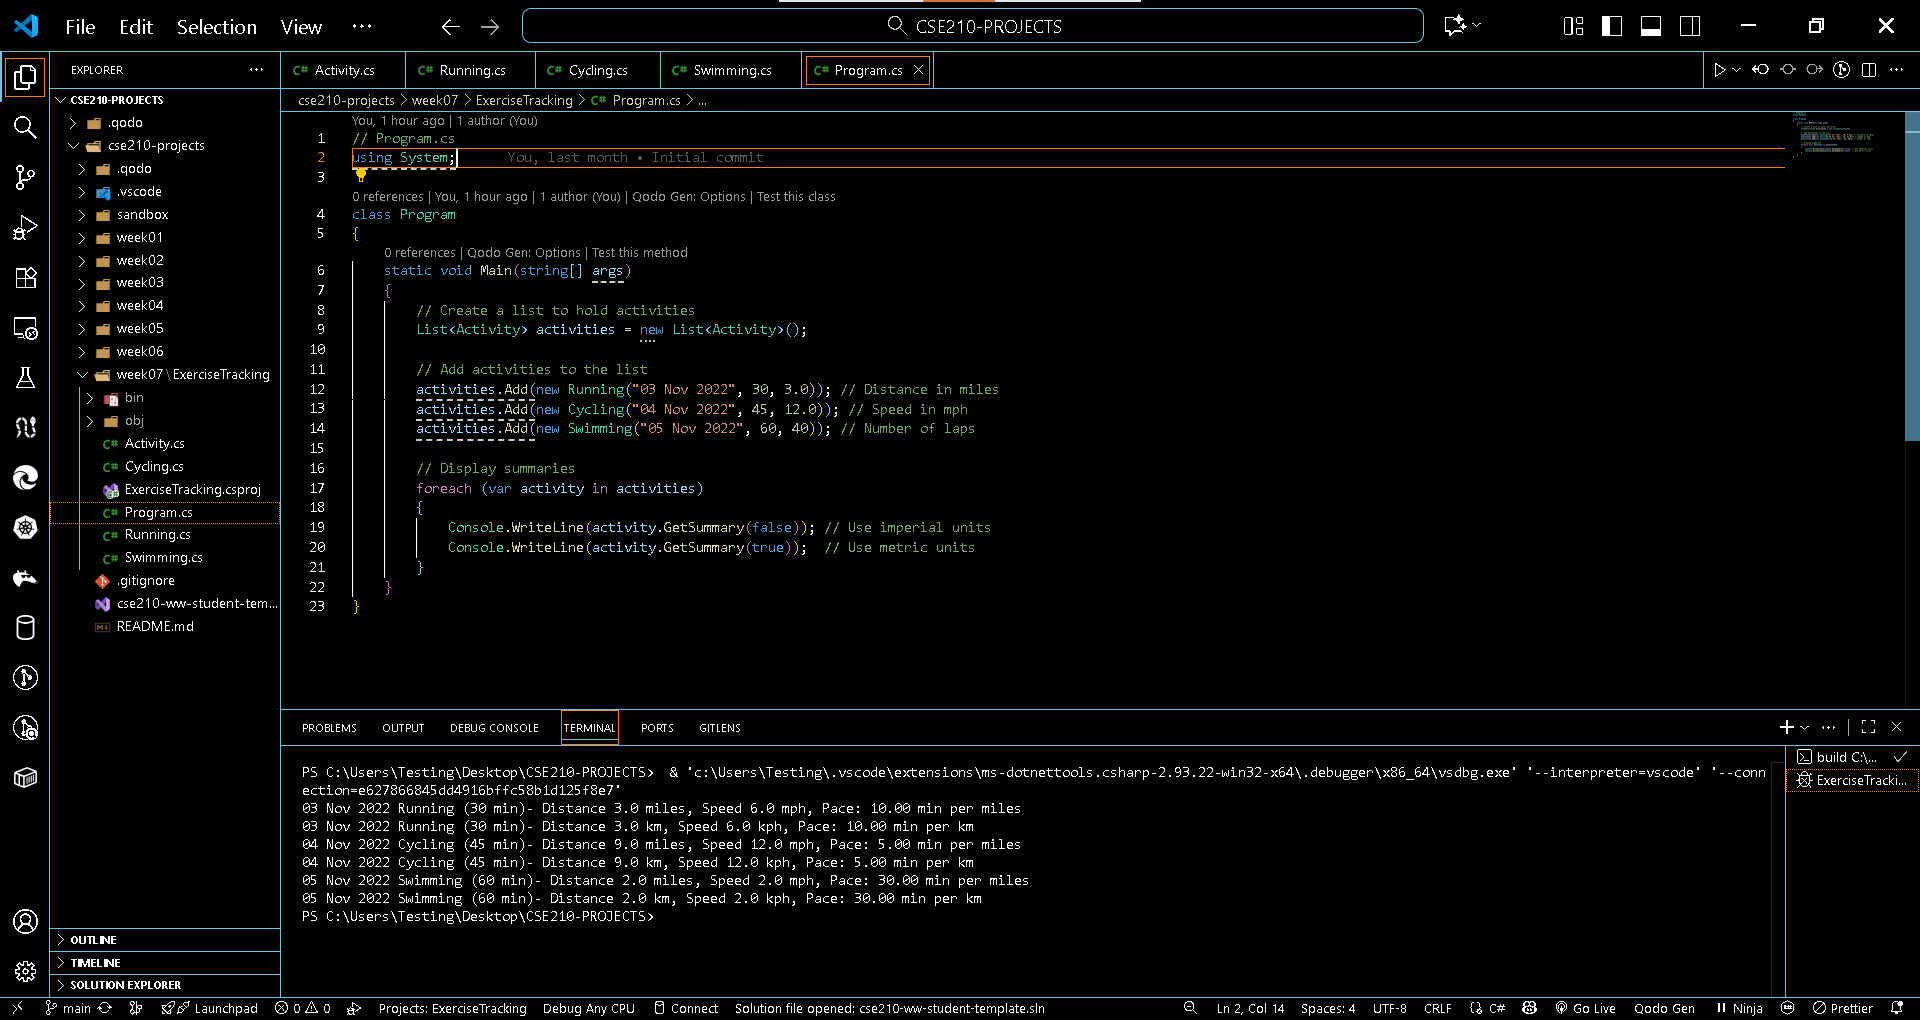 File Edit Selection View ···
CSE210-PROJECTS
EXPLORER
CSE210-PROJECTS
.qodo
cse210-projects
.qodo
.vscode
sandbox
week01
week02
week03
week04
week05
week06
week07\ExerciseTracking
bin
obj
C# Activity.cs
C# Cycling.cs
ExerciseTracking.csproj
C# Program.cs
C# Running.cs
C# Swimming.cs
.gitignore
cse210-ww-student-tem...
README.md
OUTLINE
TIMELINE
SOLUTION EXPLORER
C# Activity.cs C# Running.cs C# Cycling.cs C# Swimming.cs C# Program.cs
cse210-projects > week07 > ExerciseTracking > C# Program.cs > ...
You, 1 hour ago | 1 author (You)
1 // Program.cs
2 using System; You, last month • Initial commit
3
0 references | You, 1 hour ago | 1 author (You) | Qodo Gen: Options | Test this class
4 class Program
5 {
0 references | Qodo Gen: Options | Test this method
6 static void Main(string[] args)
7 {
8 // Create a list to hold activities
9 List<Activity> activities = new List<Activity>();
10
11 // Add activities to the list
12 activities.Add(new Running("03 Nov 2022", 30, 3.0)); // Distance in miles
13 activities.Add(new Cycling("04 Nov 2022", 45, 12.0)); // Speed in mph
14 activities.Add(new Swimming("05 Nov 2022", 60, 40)); // Number of laps
15
16 // Display summaries
17 foreach (var activity in activities)
18 {
19 Console.WriteLine(activity.GetSummary(false)); // Use imperial units
20 Console.WriteLine(activity.GetSummary(true)); // Use metric units
21 }
22 }
23 }
PROBLEMS OUTPUT DEBUG CONSOLE TERMINAL PORTS GITLENS
PS C:\Users\Testing\Desktop\CSE210-PROJECTS> & 'c:\Users\Testing\.vscode\extensions\ms-dotnettools.csharp-2.93.22-win32-x64\.debugger\x86_64\vsdbg.exe' '--interpreter=vscode' '--conn
ection=e627866845dd4916bffc58b1d125f8e7'
03 Nov 2022 Running (30 min)- Distance 3.0 miles, Speed 6.0 mph, Pace: 10.00 min per miles
03 Nov 2022 Running (30 min)- Distance 3.0 km, Speed 6.0 kph, Pace: 10.00 min per km
04 Nov 2022 Cycling (45 min)- Distance 9.0 miles, Speed 12.0 mph, Pace: 5.00 min per miles
04 Nov 2022 Cycling (45 min)- Distance 9.0 km, Speed 12.0 kph, Pace: 5.00 min per km
05 Nov 2022 Swimming (60 min)- Distance 2.0 miles, Speed 2.0 mph, Pace: 30.00 min per miles
05 Nov 2022 Swimming (60 min)- Distance 2.0 km, Speed 2.0 kph, Pace: 30.00 min per km
PS C:\Users\Testing\Desktop\CSE210-PROJECTS>
build C:\...
ExerciseTracki...
main Launchpad 0 0 Projects: ExerciseTracking Debug Any CPU Connect Solution file opened: cse210-ww-student-template.sln Ln 2, Col 14 Spaces: 4 UTF-8 CRLF {} C# Go Live Qodo Gen Ninja Prettier